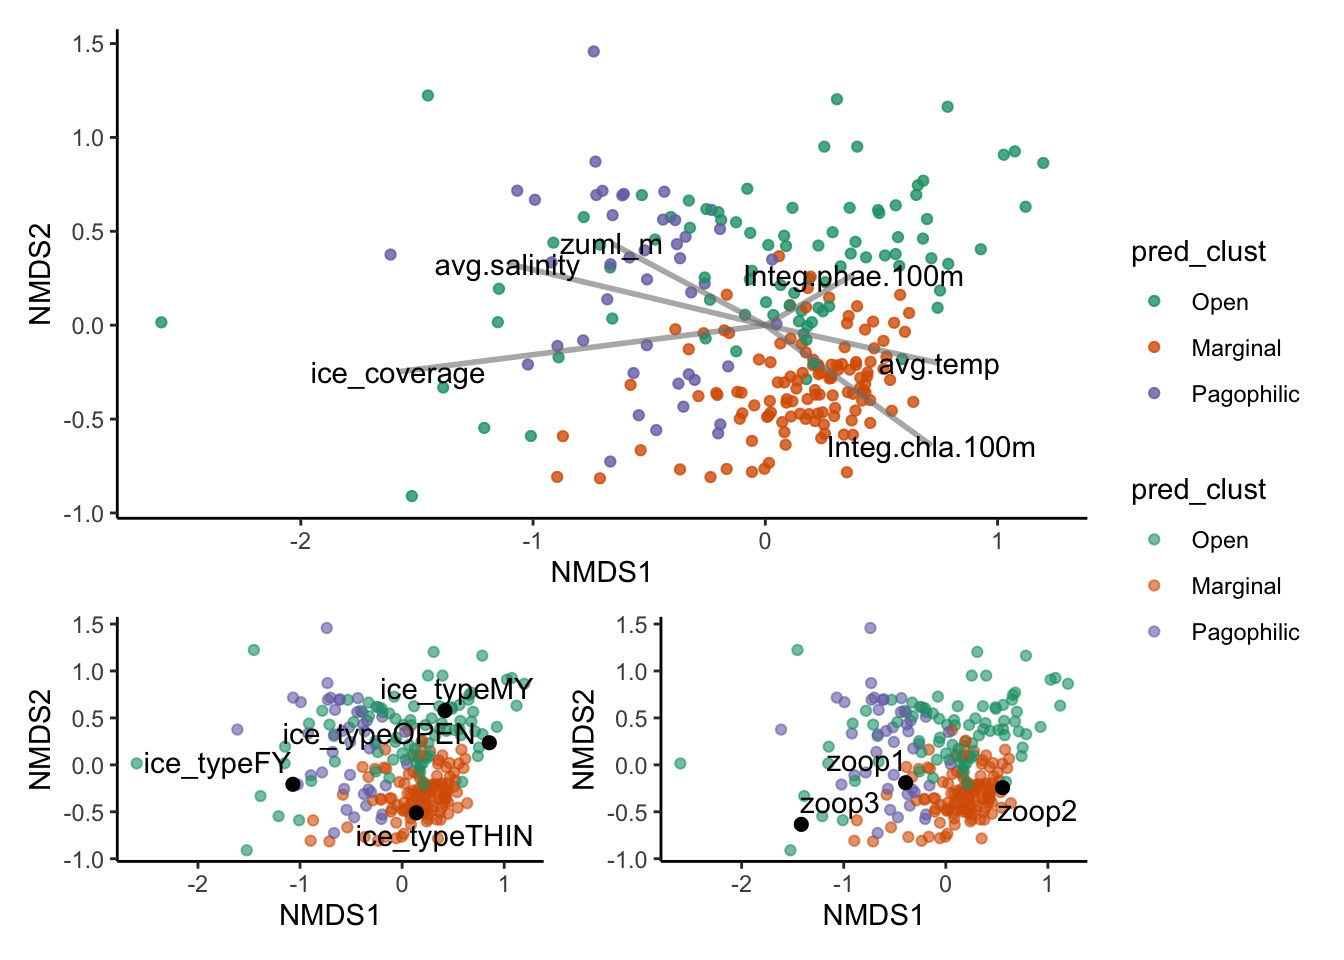 1.5
1.0
0.5
0.0
-0.5
-1.0
NMDS2
zuml_m
avg.salinity
Integ.phae.100m
ice_coverage
avg.temp
Integ.chla.100m
-2
-1
0
1
NMDS1
pred_clust
Open
Marginal
Pagophilic
pred_clust
Open
Marginal
Pagophilic
1.5
1.0
0.5
0.0
-0.5
-1.0
NMDS2
ice_typeMY
ice_typeOPEN
ice_typeFY
ice_typeTHIN
-2
-1
0
1
NMDS1
1.5
1.0
0.5
0.0
-0.5
-1.0
NMDS2
zoop1
zoop3
zoop2
-2
-1
0
1
NMDS1